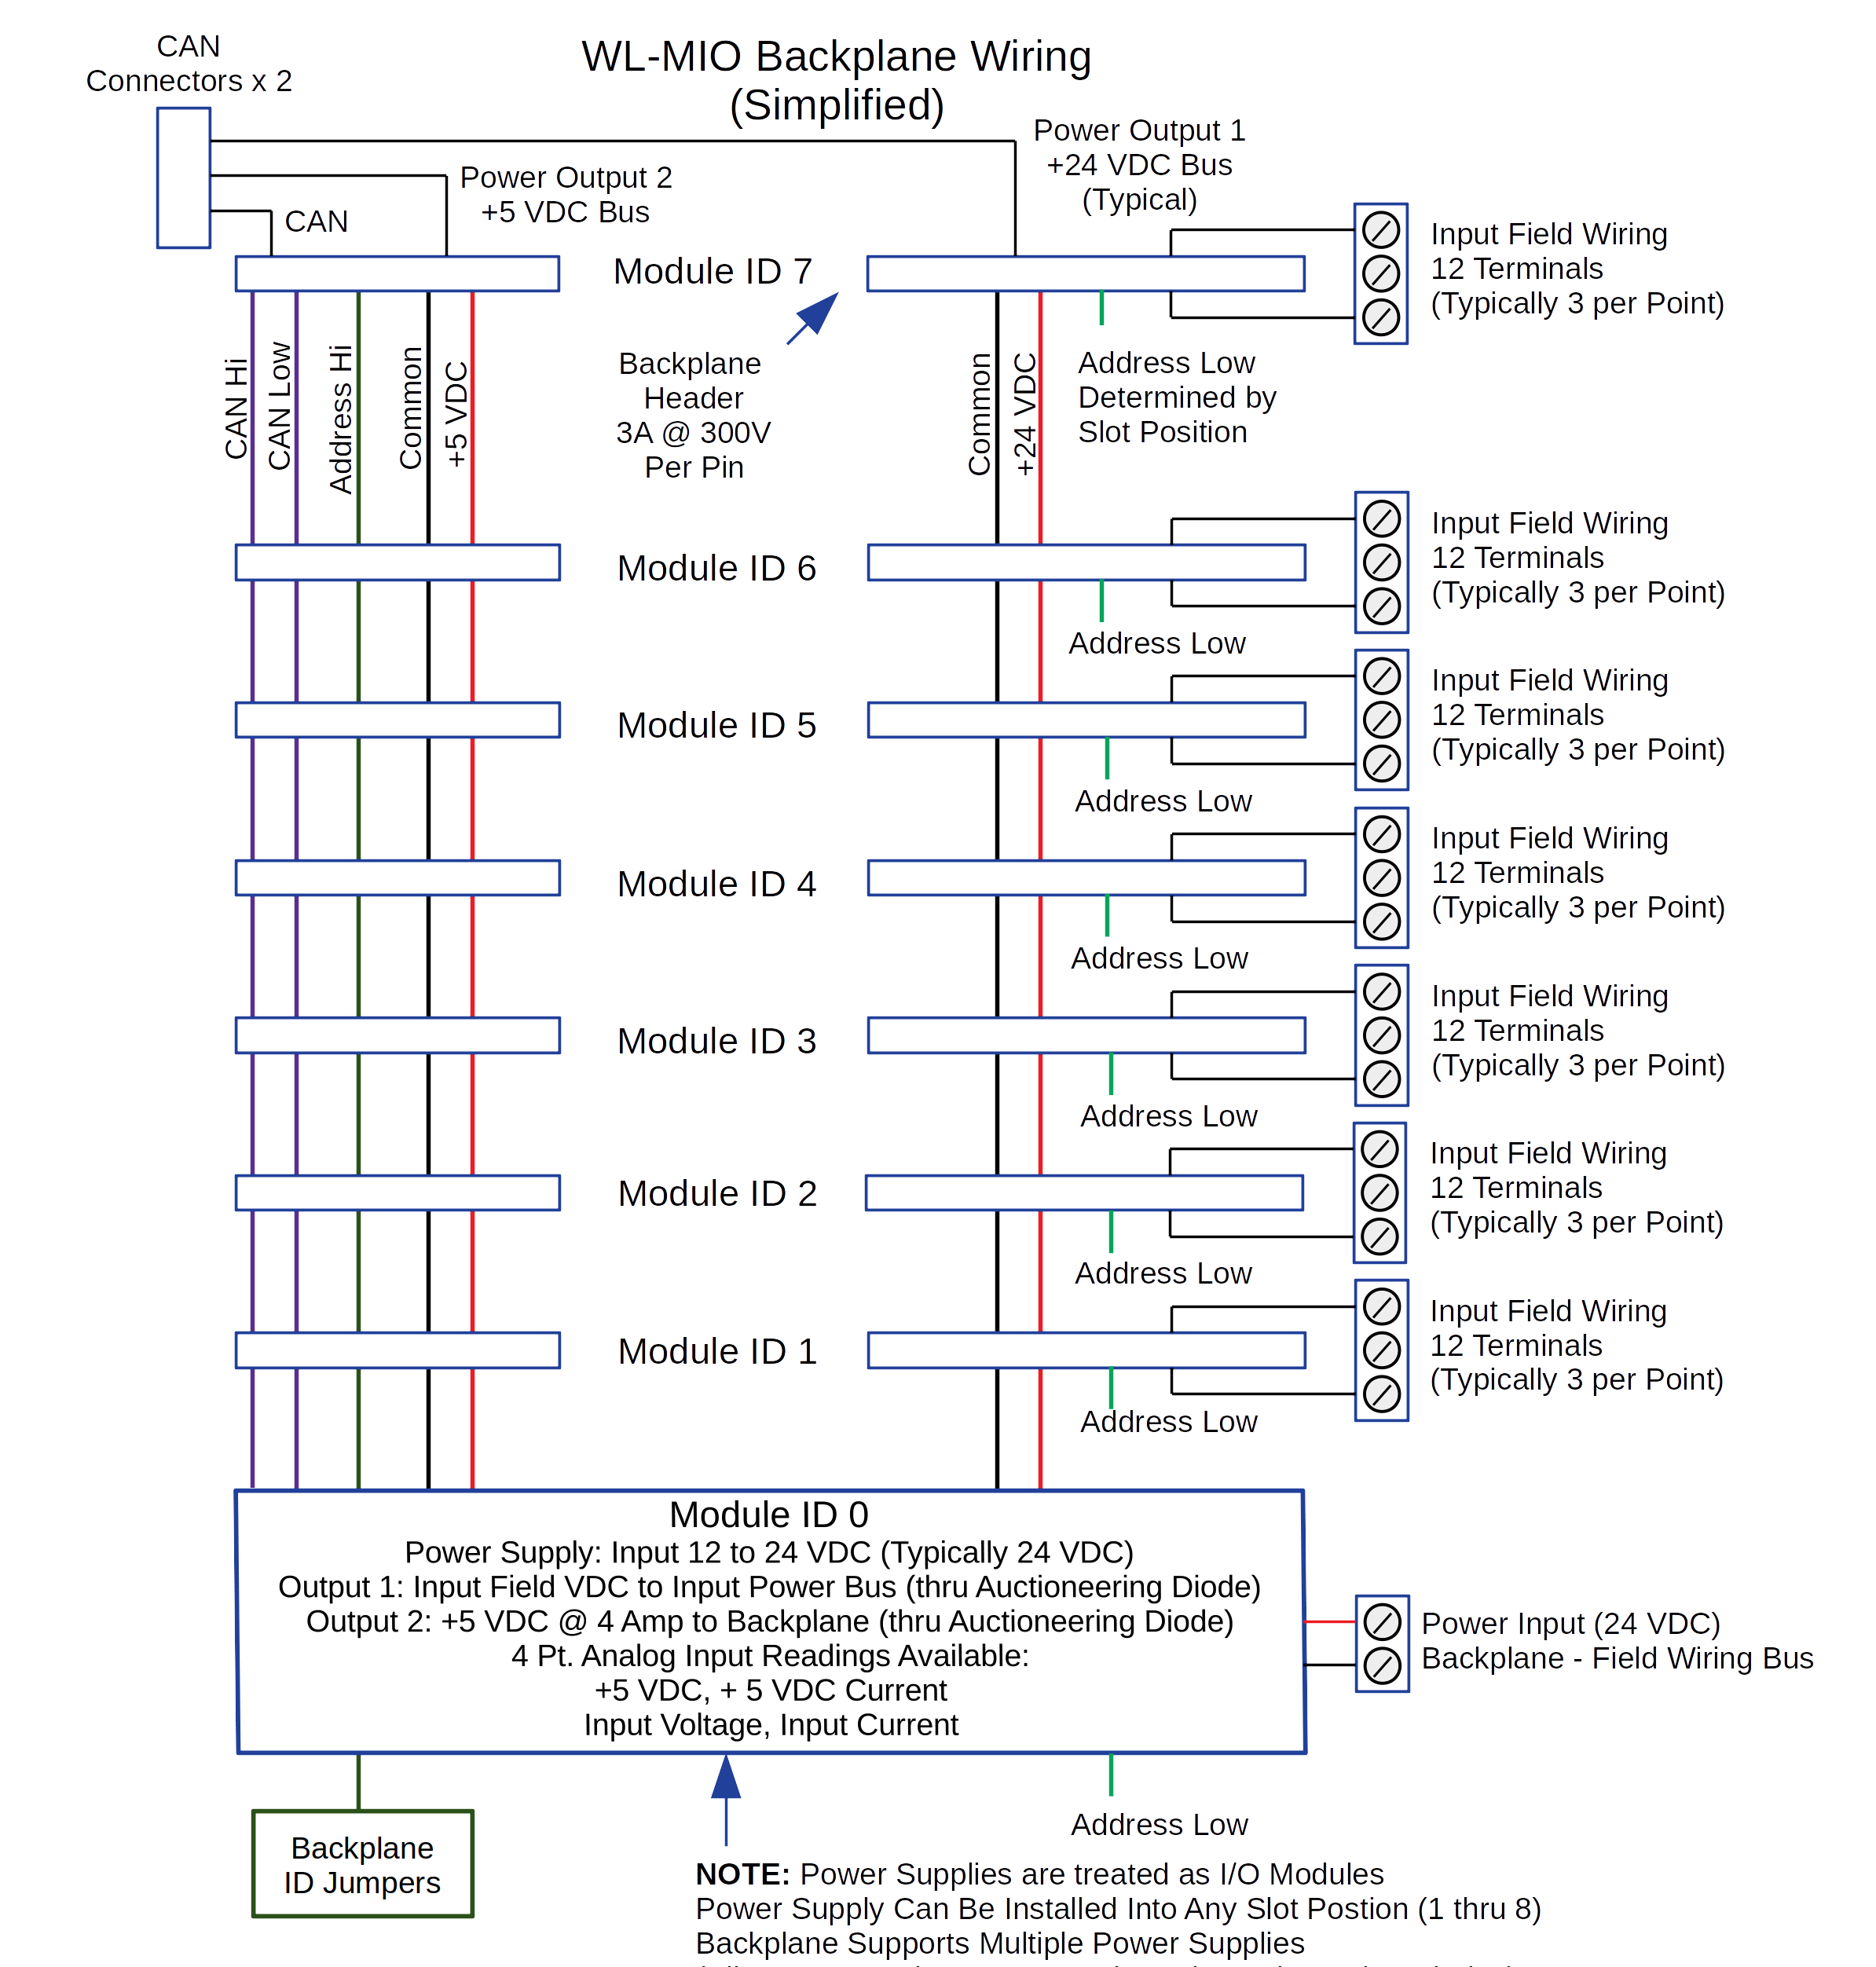 CAN
Connectors x 2
WL-MIO Backplane Wiring
(Simplified)
Power Output 1
+24 VDC Bus
(Typical)
Power Output 2
+5 VDC Bus
CAN
Input Field Wiring
12 Terminals
(Typically 3 per Point)
Module ID 7
CAN Hi
CAN Low
Address Hi
Common
+5 VDC
Backplane
Header
3A @ 300V
Per Pin
Common
+24 VDC
Address Low
Determined by
Slot Position
Module ID 6
Input Field Wiring
12 Terminals
(Typically 3 per Point)
Address Low
Module ID 5
Input Field Wiring
12 Terminals
(Typically 3 per Point)
Address Low
Module ID 4
Input Field Wiring
12 Terminals
(Typically 3 per Point)
Address Low
Module ID 3
Input Field Wiring
12 Terminals
(Typically 3 per Point)
Address Low
Module ID 2
Input Field Wiring
12 Terminals
(Typically 3 per Point)
Address Low
Module ID 1
Input Field Wiring
12 Terminals
(Typically 3 per Point)
Address Low
Module ID 0
Power Supply: Input 12 to 24 VDC (Typically 24 VDC)
Output 1: Input Field VDC to Input Power Bus (thru Auctioneering Diode)
Output 2: +5 VDC @ 4 Amp to Backplane (thru Auctioneering Diode)
4 Pt. Analog Input Readings Available:
+5 VDC, + 5 VDC Current
Input Voltage, Input Current
Power Input (24 VDC)
Backplane - Field Wiring Bus
Address Low
Backplane
ID Jumpers
NOTE: Power Supplies are treated as I/O Modules
Power Supply Can Be Installed Into Any Slot Postion (1 thru 8)
Backplane Supports Multiple Power Supplies